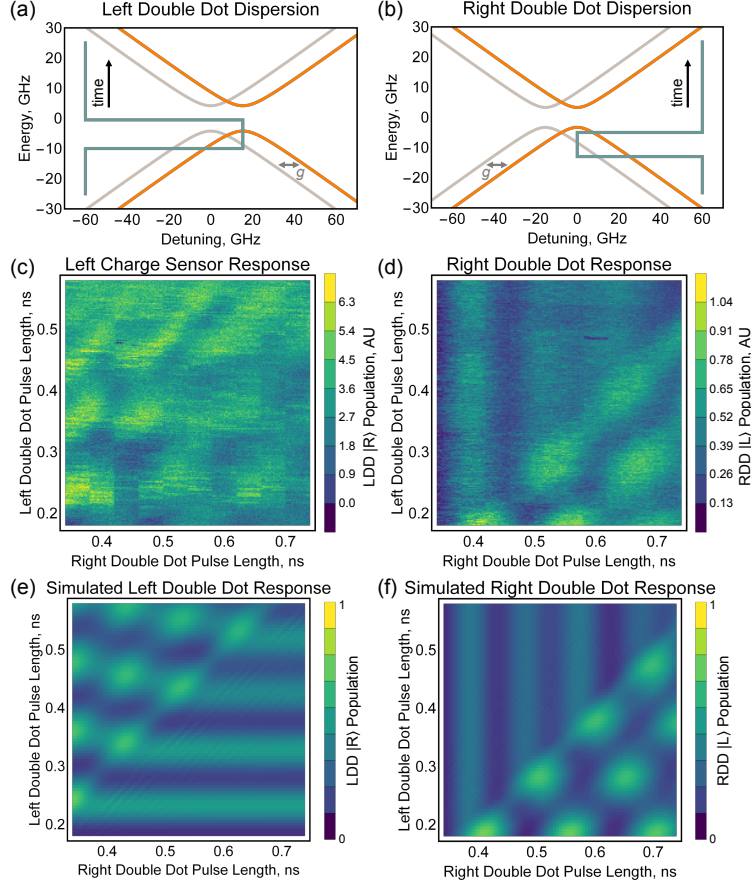 (a) Left Double Dot Dispersion
30
20
10
0
−10
−20
−30
Energy, GHz
time
g
−60 −40 −20 0 20 40 60
Detuning, GHz
(b) Right Double Dot Dispersion
30
20
10
0
−10
−20
−30
Energy, GHz
time
g
−60 −40 −20 0 20 40 60
Detuning, GHz
(c) Left Charge Sensor Response
0.5
0.4
0.3
0.2
Left Double Dot Pulse Length, ns
0.4 0.5 0.6 0.7
Right Double Dot Pulse Length, ns
6.3
5.4
4.5
3.6
2.7
1.8
0.9
0.0
LDD |R⟩ Population, AU
(d) Right Double Dot Response
0.5
0.4
0.3
0.2
Left Double Dot Pulse Length, ns
0.4 0.5 0.6 0.7
Right Double Dot Pulse Length, ns
1.04
0.91
0.78
0.65
0.52
0.39
0.26
0.13
RDD |L⟩ Population, AU
(e) Simulated Left Double Dot Response
0.5
0.4
0.3
0.2
Left Double Dot Pulse Length, ns
0.4 0.5 0.6 0.7
Right Double Dot Pulse Length, ns
1
0
LDD |R⟩ Population
(f) Simulated Right Double Dot Response
0.5
0.4
0.3
0.2
Left Double Dot Pulse Length, ns
0.4 0.5 0.6 0.7
Right Double Dot Pulse Length, ns
1
0
RDD |L⟩ Population